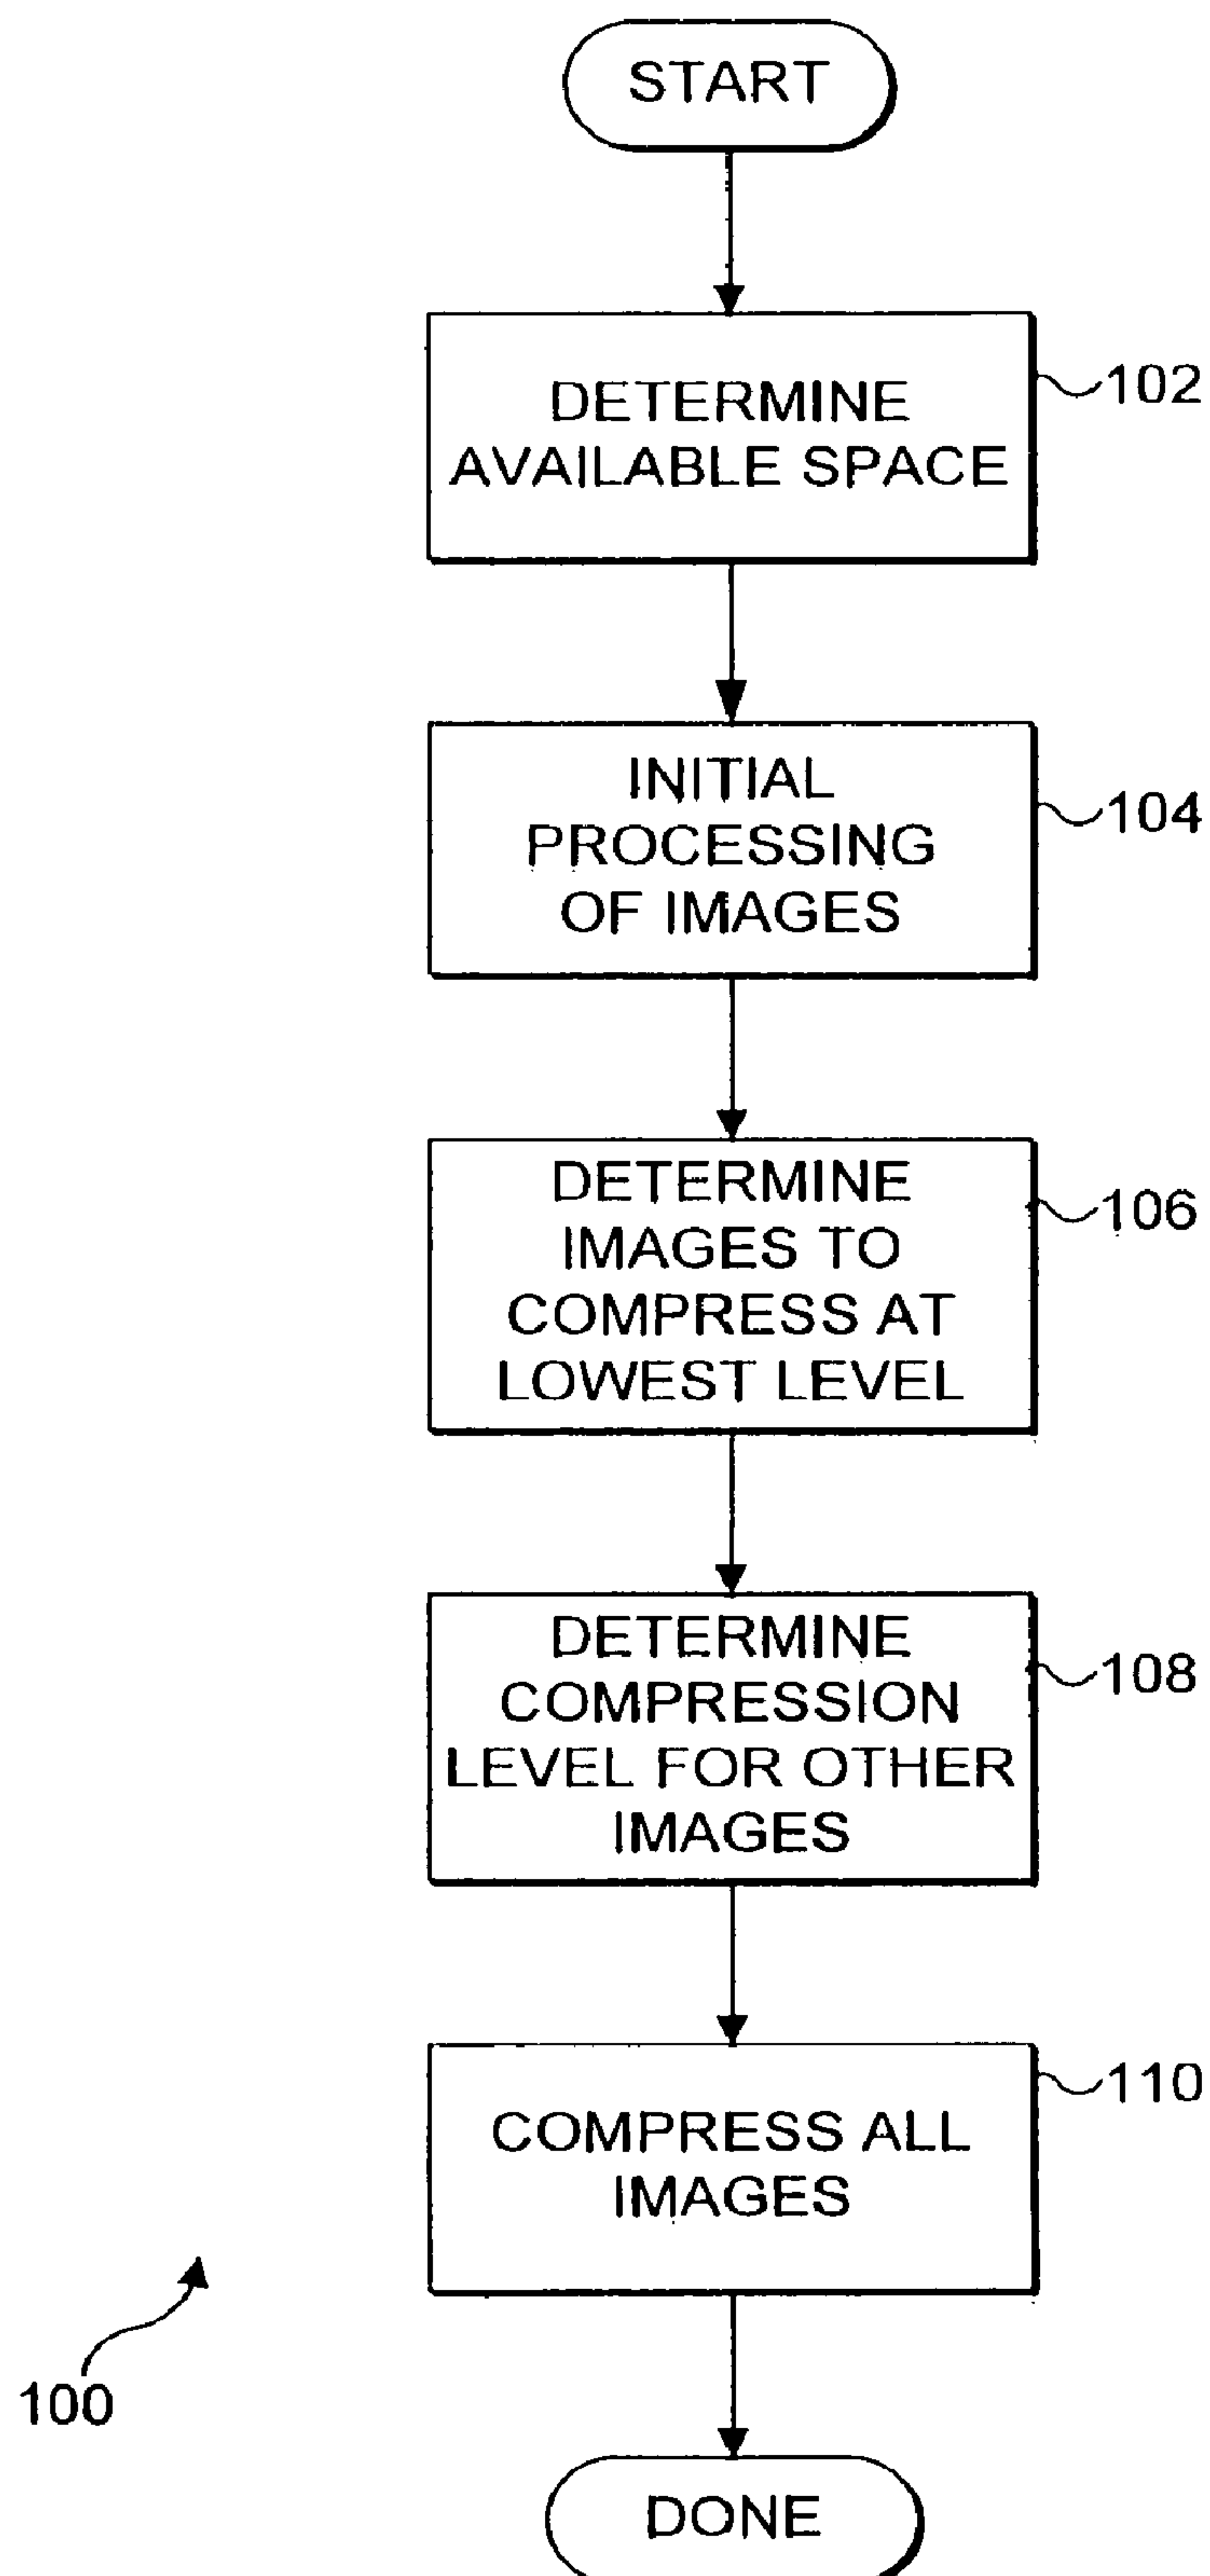 START
DETERMINE
AVAILABLE SPACE
102
INITIAL
PROCESSING
OF IMAGES
104
DETERMINE
IMAGES TO
COMPRESS AT
LOWEST LEVEL
106
DETERMINE
COMPRESSION
LEVEL FOR OTHER
IMAGES
108
COMPRESS ALL
IMAGES
110
100
DONE